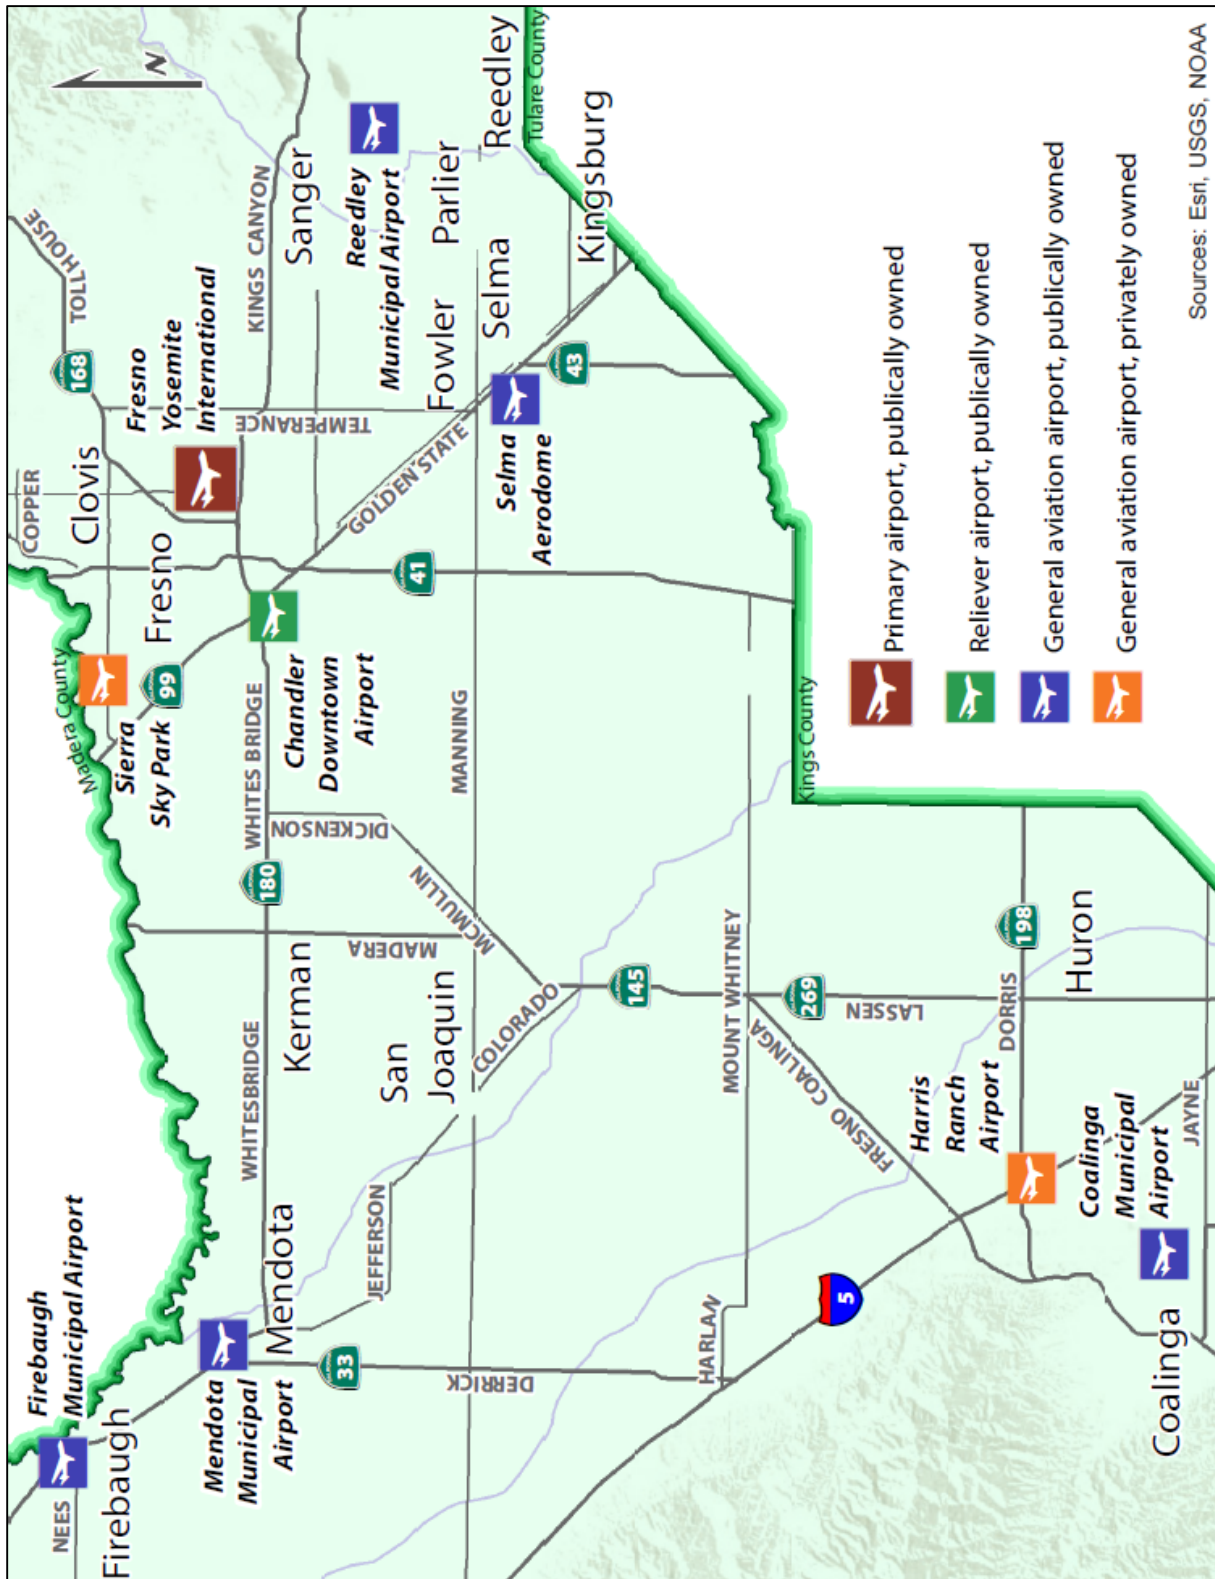 Firebaugh
Municipal Airport
NEES
Firebaugh
Madera County
Sierra
Sky Park
99
Fresno
COPPER
Clovis
168
TOLLHOUSE
N
Fresno
Yosemite
International
Mendota
Municipal
Airport
Mendota
33
WHITESBRIDGE
Kerman
180
WHITES BRIDGE
Chandler
Downtown
Airport
KINGS CANYON
TEMPERANCE
Sanger
Reedley
Municipal Airport
JEFFERSON
San
Joaquin
MADERA
DICKENSON
MCMULLIN
GOLDEN STATE
41
Fowler
Parlier
Reedley
Tulare County
DERRICK
COLORADO
MANNING
Selma
Selma
Aerodome
43
Kingsburg
145
HARLAN
MOUNT WHITNEY
5
FRESNO COALINGA
269
LASSEN
Kings County
Harris
Ranch
Airport
DORRIS
198
Huron
Coalinga
Municipal
Airport
JAYNE
Coalinga
Primary airport, publically owned
Reliever airport, publically owned
General aviation airport, publically owned
General aviation airport, privately owned
Sources: Esri, USGS, NOAA